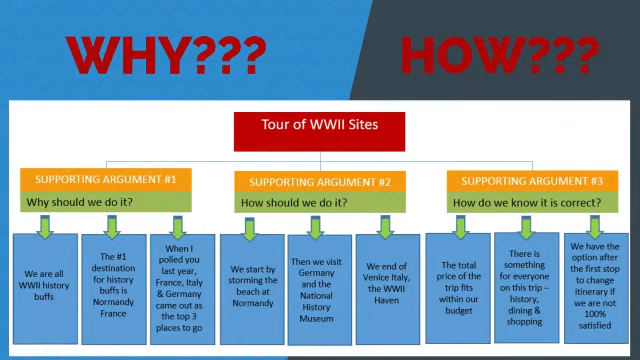 WHY???
HOW???
Tour of WWII Sites
SUPPORTING ARGUMENT #1
Why should we do it?
SUPPORTING ARGUMENT #2
How should we do it?
SUPPORTING ARGUMENT #3
How do we know it is correct?
We are all
WWII history
buffs
The #1
destination
for history
buffs is
Normandy
France
When I
polled you
last year,
France, Italy
& Germany
came out as
the top 3
places to go
We start by
storming the
beach at
Normandy
Then we visit
Germany
and the
National
History
Museum
We end of
Venice Italy,
the WWII
Haven
The total
price of the
trip fits
within our
budget
There is
something for
everyone on
this trip –
history,
dining &
shopping
We have the
option after
the first stop
to change
itinerary if
we are not
100%
satisfied